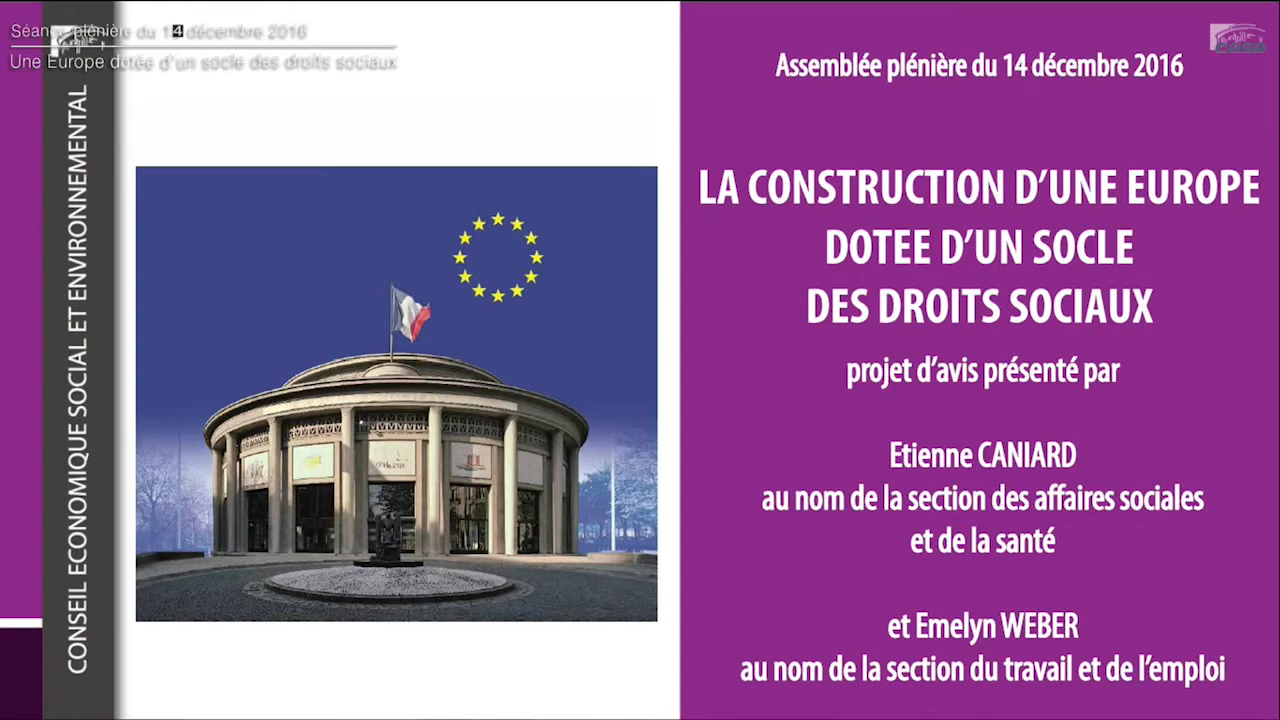 Séance plénière du 14 décembre 2016
Une Europe dotée d'un socle des droits sociaux
CONSEIL ECONOMIQUE SOCIAL ET ENVIRONNEMENTAL
Assemblée plénière du 14 décembre 2016
LA CONSTRUCTION D'UNE EUROPE
DOTEE D'UN SOCLE
DES DROITS SOCIAUX
projet d'avis présenté par
Etienne CANIARD
au nom de la section des affaires sociales
et de la santé
et Emelyn WEBER
au nom de la section du travail et de l'emploi